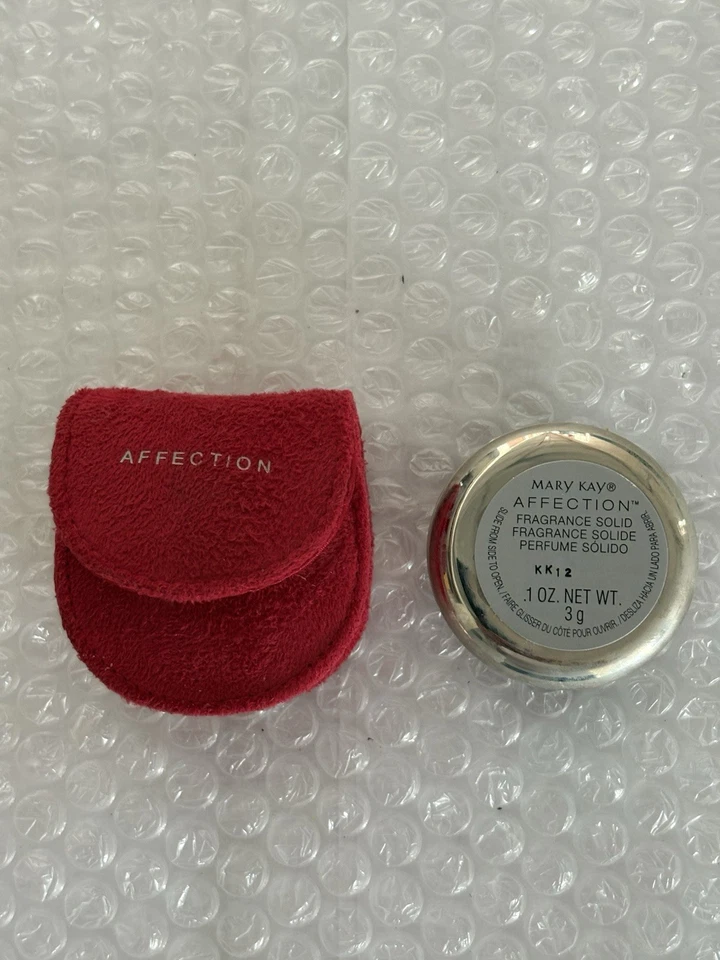 AFFECTION
MARY KAY®
AFFECTION™
FRAGRANCE SOLID
FRAGRANCE SOLIDE
PERFUME SÓLIDO
KK12
.1 OZ. NET WT.
3 g
SLIDE FROM SIDE TO OPEN. / FAIRE GLISSER DU CÔTÉ POUR OUVRIR. / DESLIZA HACIA UN LADO PARA ABRIR.